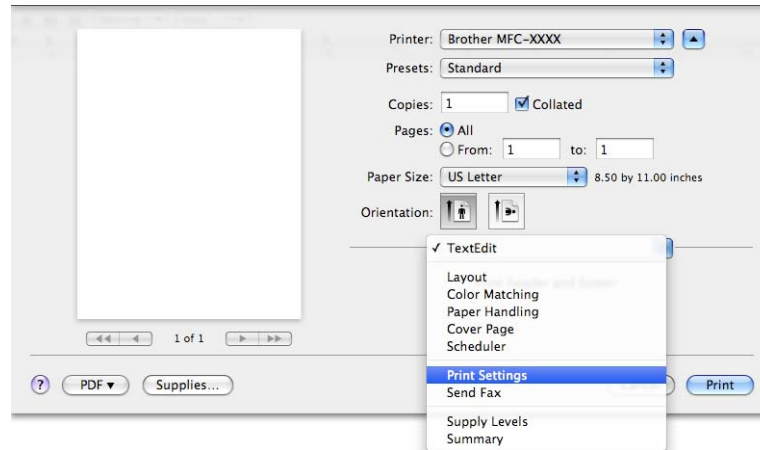 Printer: Brother MFC-XXXX
Presets: Standard
Copies: 1 Collated
Pages: All
From: 1 to: 1
Paper Size: US Letter 8.50 by 11.00 inches
Orientation:
✓ TextEdit
Layout
Color Matching
Paper Handling
Cover Page
Scheduler
1 of 1
Print Settings
? PDF ▼ Supplies... Print
Send Fax
Supply Levels
Summary